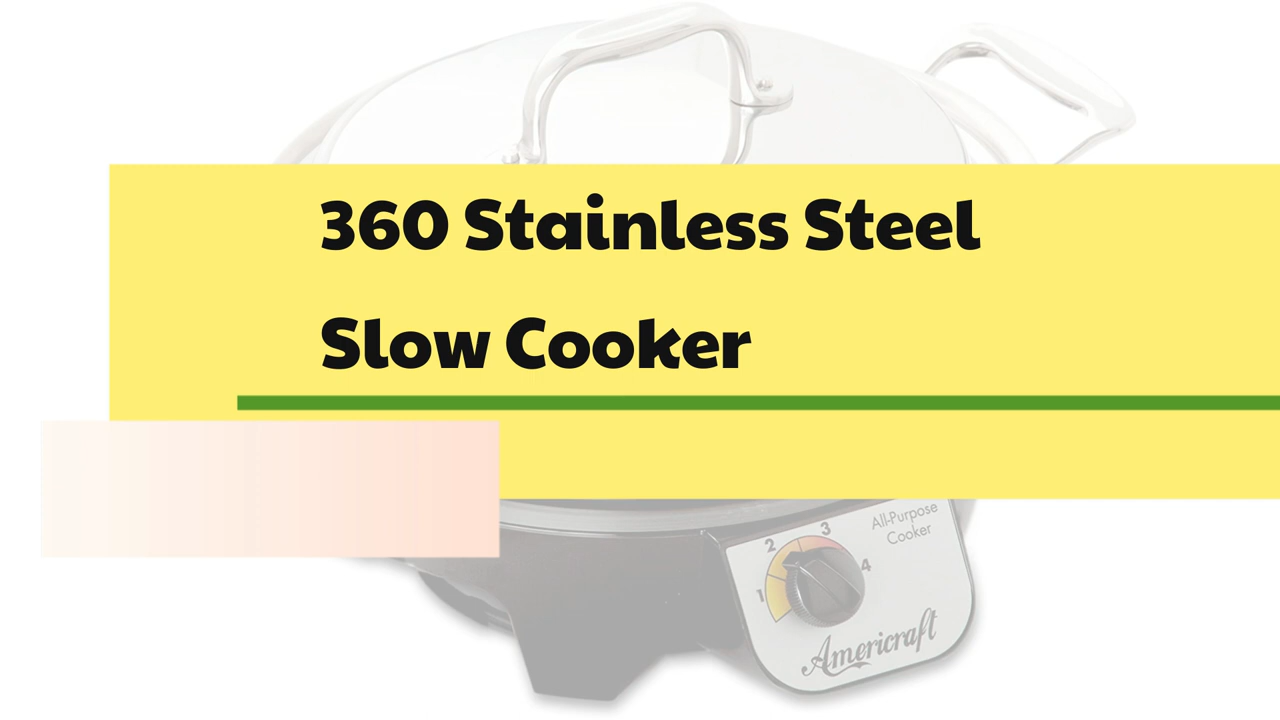 360 Stainless Steel
Slow Cooker
All-Purpose
Cooker
1
2
3
4
Americraft